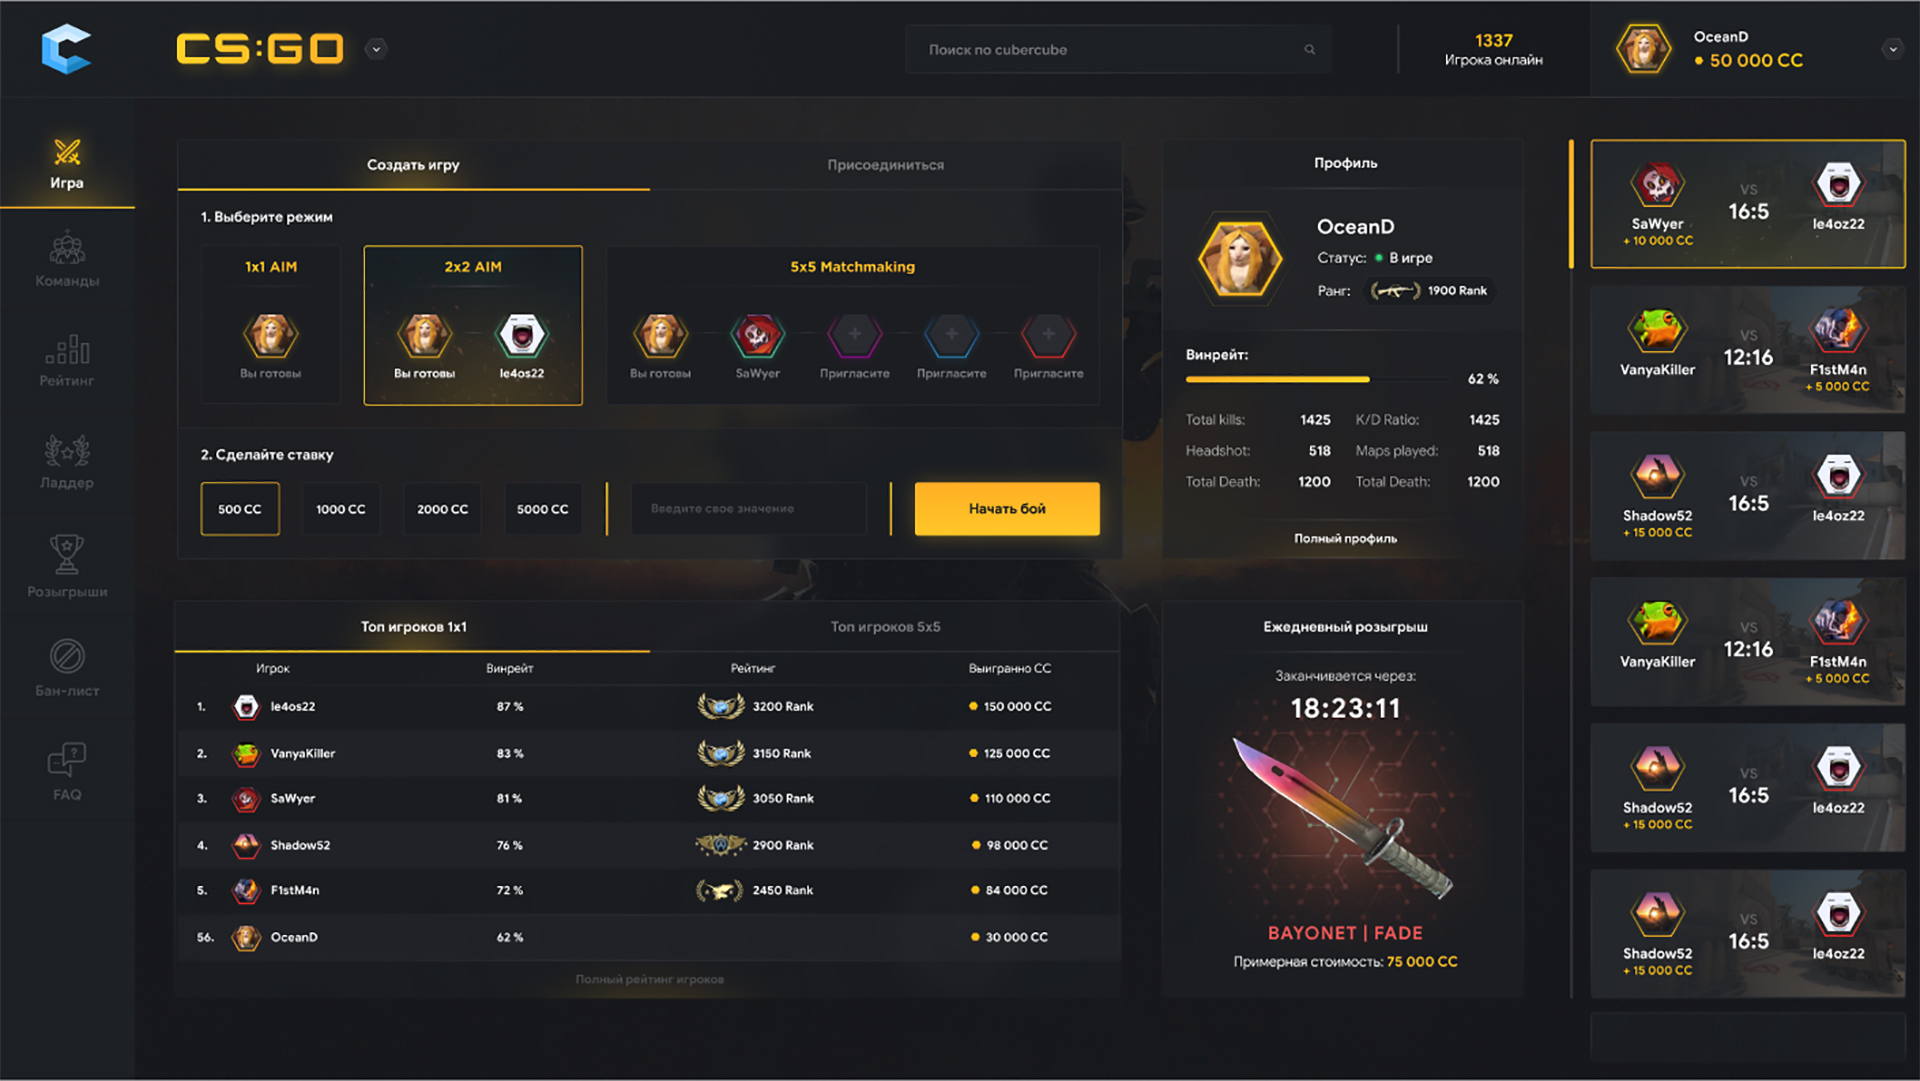 CS:GO
Поиск по cubercube
1337
Игрока онлайн
OceanD
50 000 CC
Игра
Команды
Рейтинг
Ладдер
Розыгрыши
Бан-лист
FAQ
Создать игру
Присоединиться
1. Выберите режим
1x1 AIM
Вы готовы
2x2 AIM
Вы готовы
le4os22
5x5 Matchmaking
Вы готовы
SaWyer
Пригласите
Пригласите
Пригласите
2. Сделайте ставку
500 CC
1000 CC
2000 CC
5000 CC
Введите свое значение
Начать бой
Профиль
OceanD
Статус: В игре
Ранг: 1900 Rank
Винрейт:
62 %
Total kills: 1425 K/D Ratio: 1425
Headshot: 518 Maps played: 518
Total Death: 1200 Total Death: 1200
Полный профиль
Топ игроков 1x1
Топ игроков 5x5
Игрок Винрейт Рейтинг Выигранно CC
1. le4os22 87 % 3200 Rank 150 000 CC
2. VanyaKiller 83 % 3150 Rank 125 000 CC
3. SaWyer 81 % 3050 Rank 110 000 CC
4. Shadow52 76 % 2900 Rank 98 000 CC
5. F1stM4n 72 % 2450 Rank 84 000 CC
56. OceanD 62 % 30 000 CC
Полный рейтинг игроков
Ежедневный розыгрыш
Заканчивается через:
18:23:11
BAYONET | FADE
Примерная стоимость: 75 000 CC
SaWyer
+ 10 000 CC
VS
16:5
le4oz22
VanyaKiller
VS
12:16
F1stM4n
+ 5 000 CC
Shadow52
+ 15 000 CC
VS
16:5
le4oz22
VanyaKiller
VS
12:16
F1stM4n
+ 5 000 CC
Shadow52
+ 15 000 CC
VS
16:5
le4oz22
Shadow52
+ 15 000 CC
VS
16:5
le4oz22